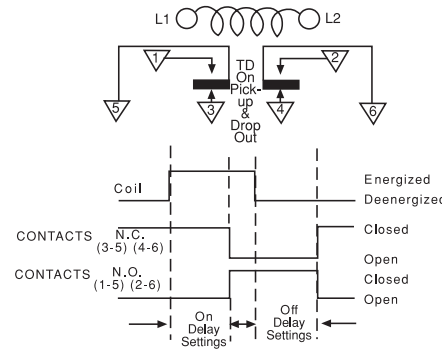 L1 L2
1 2
TD
On
Pick-
up
&
Drop
Out
5 3 4 6
Coil
Energized
Deenergized
CONTACTS N.C.
(3-5) (4-6)
Closed
Open
CONTACTS N.O.
(1-5) (2-6)
Closed
Open
On
Delay
Settings
Off
Delay
Settings